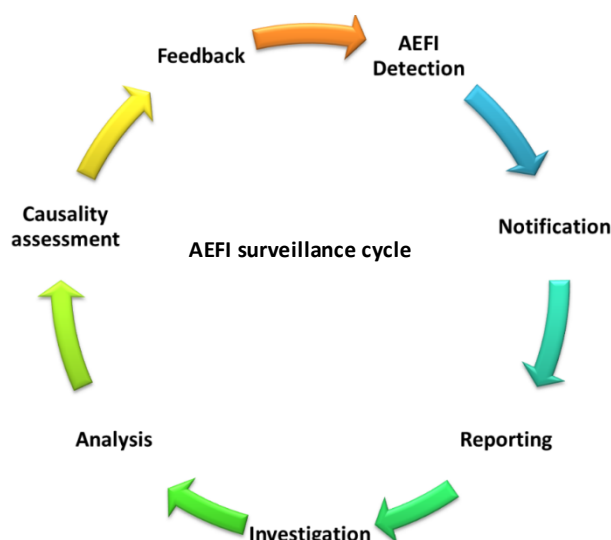 Feedback
AEFI
Detection
Notification
Reporting
Investigation
Analysis
Causality
assessment
AEFI surveillance cycle